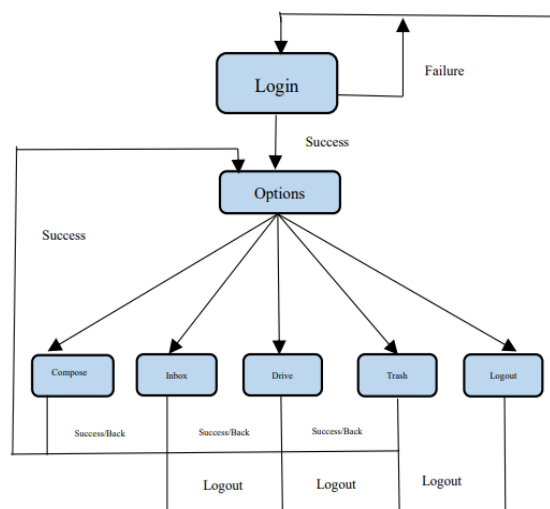 Login
Failure
Success
Options
Success
Compose
Inbox
Drive
Trash
Logout
Success/Back
Success/Back
Success/Back
Logout
Logout
Logout